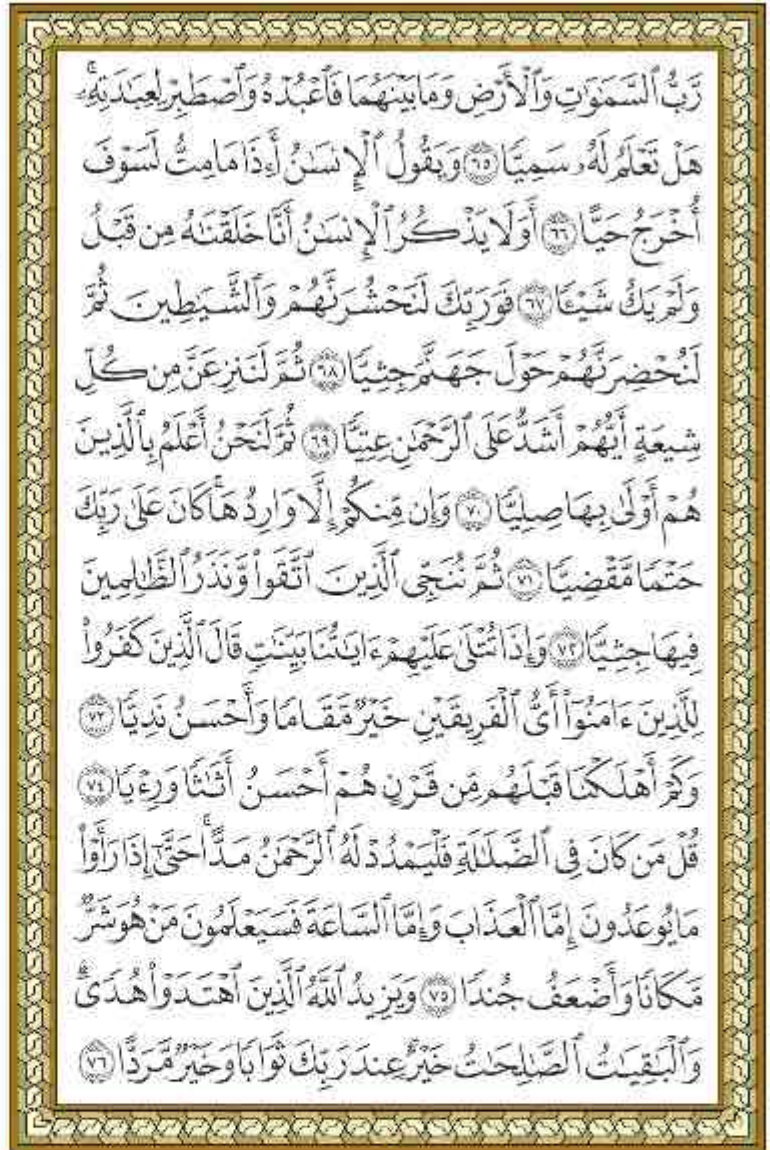 رَّبُّ ٱلسَّمَٰوَٰتِ وَٱلْأَرْضِ وَمَا بَيْنَهُمَا فَٱعْبُدْهُ وَٱصْطَبِرْ لِعِبَٰدَتِهِۦ ۚ
هَلْ تَعْلَمُ لَهُۥ سَمِيًّا ٦٥ وَيَقُولُ ٱلْإِنسَٰنُ أَءِذَا مَا مِتُّ لَسَوْفَ
أُخْرَجُ حَيًّا ٦٦ أَوَلَا يَذْكُرُ ٱلْإِنسَٰنُ أَنَّا خَلَقْنَٰهُ مِن قَبْلُ
وَلَمْ يَكُ شَيْـًٔا ٦٧ فَوَرَبِّكَ لَنَحْشُرَنَّهُمْ وَٱلشَّيَٰطِينَ ثُمَّ
لَنُحْضِرَنَّهُمْ حَوْلَ جَهَنَّمَ جِثِيًّا ٦٨ ثُمَّ لَنَنزِعَنَّ مِن كُلِّ
شِيعَةٍ أَيُّهُمْ أَشَدُّ عَلَى ٱلرَّحْمَٰنِ عِتِيًّا ٦٩ ثُمَّ لَنَحْنُ أَعْلَمُ بِٱلَّذِينَ
هُمْ أَوْلَىٰ بِهَا صِلِيًّا ٧٠ وَإِن مِّنكُمْ إِلَّا وَارِدُهَا ۚ كَانَ عَلَىٰ رَبِّكَ
حَتْمًا مَّقْضِيًّا ٧١ ثُمَّ نُنَجِّى ٱلَّذِينَ ٱتَّقَوا۟ وَّنَذَرُ ٱلظَّٰلِمِينَ
فِيهَا جِثِيًّا ٧٢ وَإِذَا تُتْلَىٰ عَلَيْهِمْ ءَايَٰتُنَا بَيِّنَٰتٍ قَالَ ٱلَّذِينَ كَفَرُوا۟
لِلَّذِينَ ءَامَنُوٓا۟ أَىُّ ٱلْفَرِيقَيْنِ خَيْرٌ مَّقَامًا وَأَحْسَنُ نَدِيًّا ٧٣
وَكَمْ أَهْلَكْنَا قَبْلَهُم مِّن قَرْنٍ هُمْ أَحْسَنُ أَثَٰثًا وَرِءْيًا ٧٤
قُلْ مَن كَانَ فِى ٱلضَّلَٰلَةِ فَلْيَمْدُدْ لَهُ ٱلرَّحْمَٰنُ مَدًّا ۚ حَتَّىٰٓ إِذَا رَأَوْا۟
مَا يُوعَدُونَ إِمَّا ٱلْعَذَابَ وَإِمَّا ٱلسَّاعَةَ فَسَيَعْلَمُونَ مَنْ هُوَ شَرٌّ
مَّكَانًا وَأَضْعَفُ جُندًا ٧٥ وَيَزِيدُ ٱللَّهُ ٱلَّذِينَ ٱهْتَدَوْا۟ هُدًى ۗ
وَٱلْبَٰقِيَٰتُ ٱلصَّٰلِحَٰتُ خَيْرٌ عِندَ رَبِّكَ ثَوَابًا وَخَيْرٌ مَّرَدًّا ٧٦